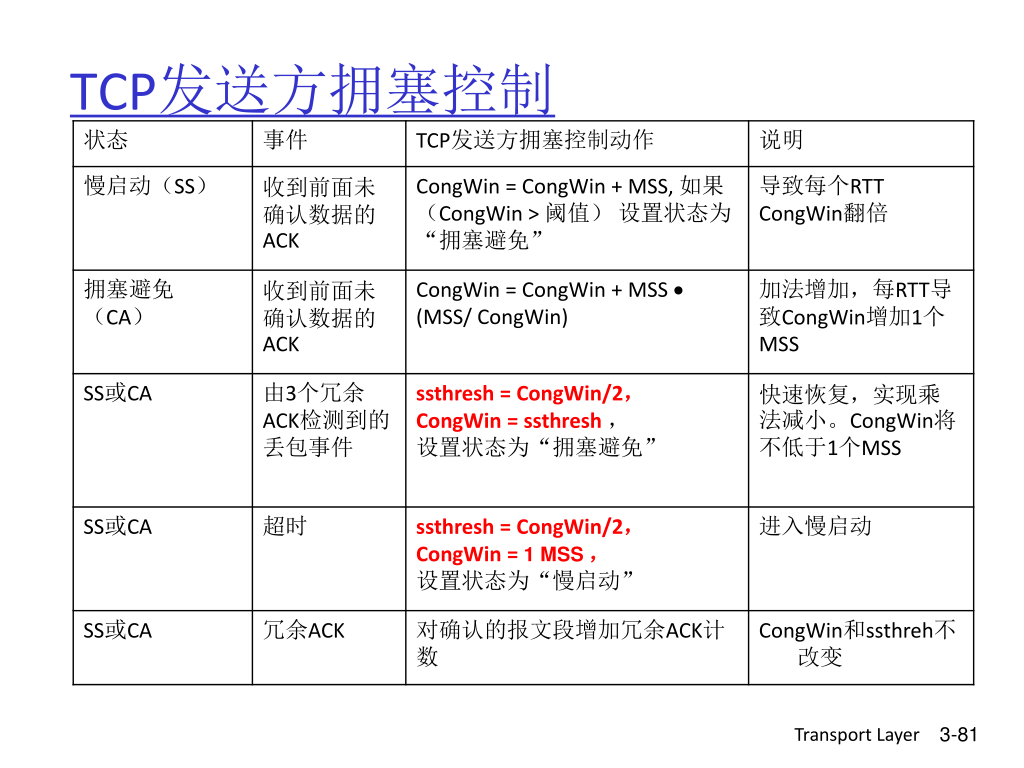 TCP发送方拥塞控制
状态
事件
TCP发送方拥塞控制动作
说明
慢启动（SS）
收到前面未
确认数据的
ACK
CongWin = CongWin + MSS, 如果
（CongWin > 阈值） 设置状态为
“拥塞避免”
导致每个RTT
CongWin翻倍
拥塞避免
（CA）
收到前面未
确认数据的
ACK
CongWin = CongWin + MSS •
(MSS/ CongWin)
加法增加，每RTT导
致CongWin增加1个
MSS
SS或CA
由3个冗余
ACK检测到的
丢包事件
ssthresh = CongWin/2，
CongWin = ssthresh ，
设置状态为“拥塞避免”
快速恢复，实现乘
法减小。CongWin将
不低于1个MSS
SS或CA
超时
ssthresh = CongWin/2，
CongWin = 1 MSS ，
设置状态为“慢启动”
进入慢启动
SS或CA
冗余ACK
对确认的报文段增加冗余ACK计
数
CongWin和ssthreh不
改变
Transport Layer 3-81